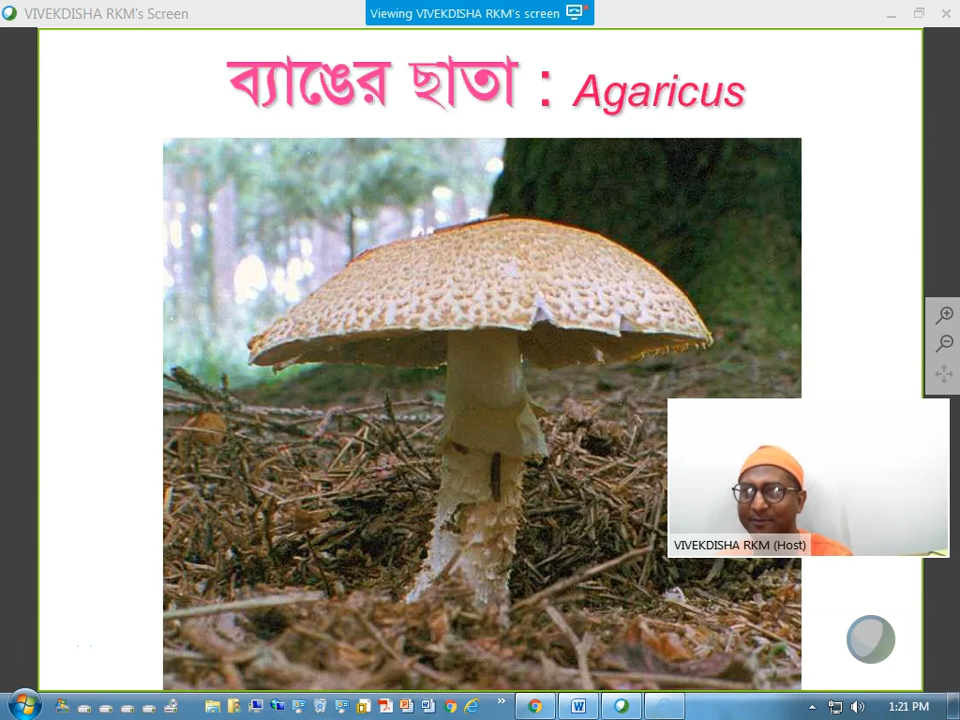 VIVEKDISHA RKM's Screen
Viewing VIVEKDISHA RKM's screen
ব্যাঙের ছাতা : Agaricus
VIVEKDISHA RKM (Host)
1:21 PM